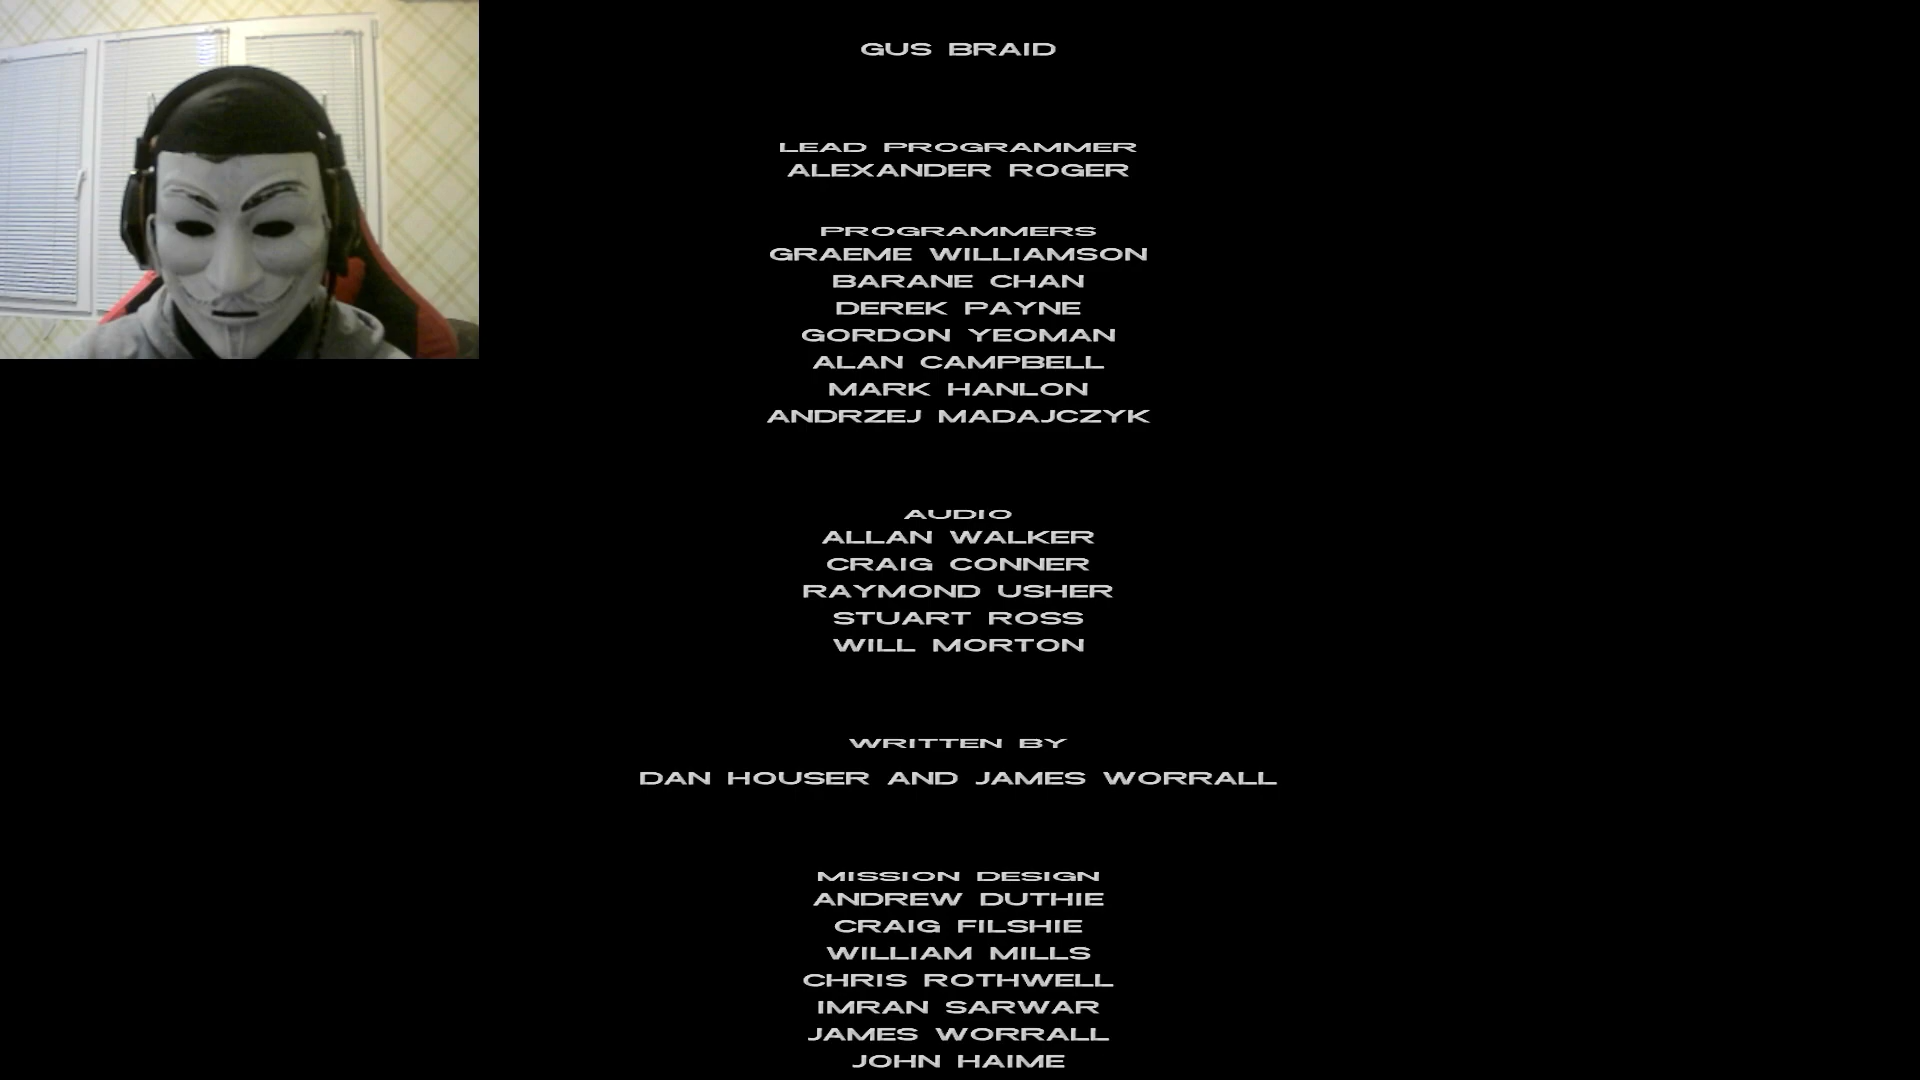 GUS BRAID
LEAD PROGRAMMER
ALEXANDER ROGER
PROGRAMMERS
GRAEME WILLIAMSON
BARANE CHAN
DEREK PAYNE
GORDON YEOMAN
ALAN CAMPBELL
MARK HANLON
ANDRZEJ MADAJCZYK
AUDIO
ALLAN WALKER
CRAIG CONNER
RAYMOND USHER
STUART ROSS
WILL MORTON
WRITTEN BY
DAN HOUSER AND JAMES WORRALL
MISSION DESIGN
ANDREW DUTHIE
CRAIG FILSHIE
WILLIAM MILLS
CHRIS ROTHWELL
IMRAN SARWAR
JAMES WORRALL
JOHN HAIME